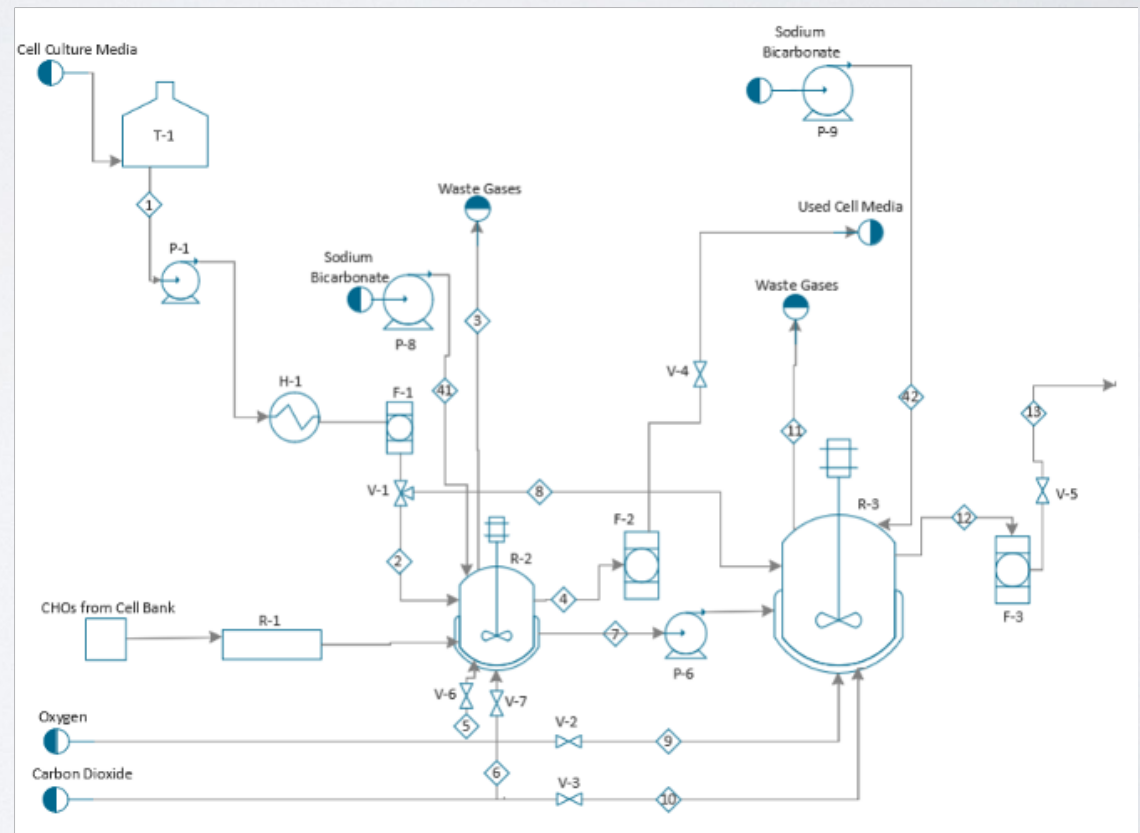 Cell Culture Media
T-1
1
P-1
Sodium
Bicarbonate
P-9
Waste Gases
Used Cell Media
Sodium
Bicarbonate
P-8
3
Waste Gases
V-4
H-1
F-1
41
42
13
11
V-1
8
R-3
V-5
F-2
12
2
R-2
4
F-3
CHOs from Cell Bank
R-1
7
P-6
V-6
V-7
5
Oxygen
V-2
9
6
Carbon Dioxide
V-3
10